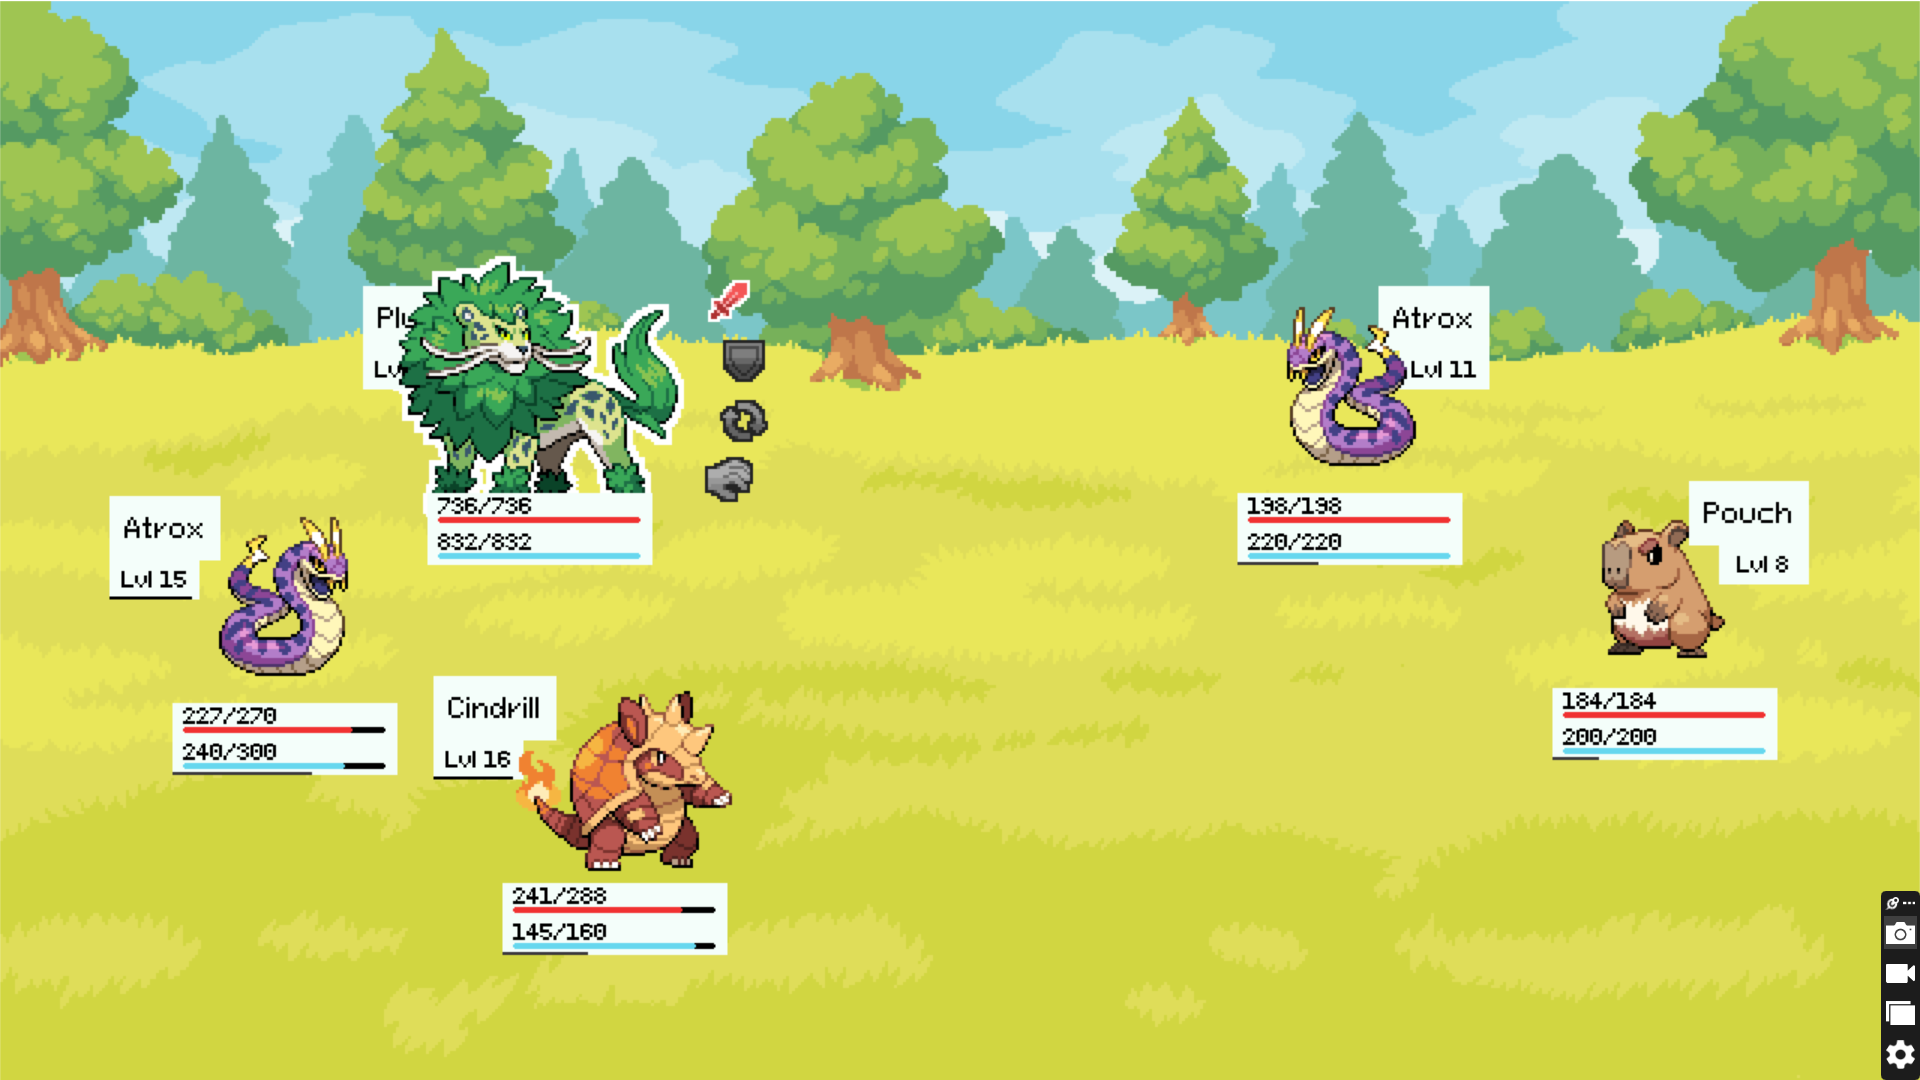 Atrox
Lvl 11
736/736
832/832
198/198
220/220
Atrox
Lvl 15
227/270
240/300
Pouch
Lvl 8
184/184
200/200
Cindrill
Lvl 16
241/288
145/160